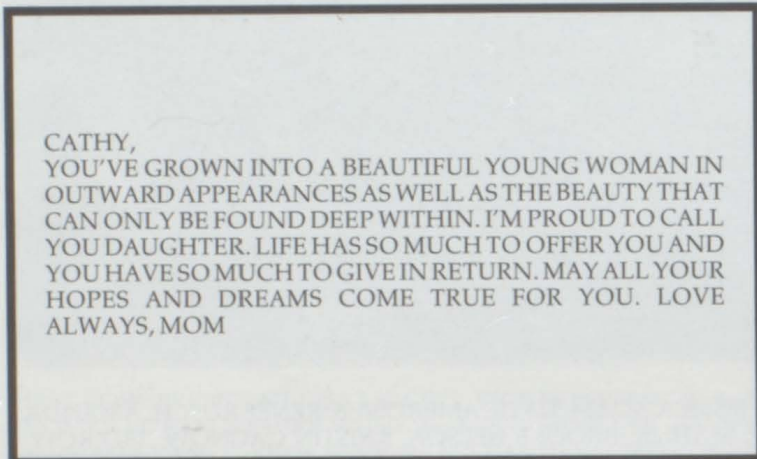 CATHY,
YOU'VE GROWN INTO A BEAUTIFUL YOUNG WOMAN IN
OUTWARD APPEARANCES AS WELL AS THE BEAUTY THAT
CAN ONLY BE FOUND DEEP WITHIN. I'M PROUD TO CALL
YOU DAUGHTER. LIFE HAS SO MUCH TO OFFER YOU AND
YOU HAVE SO MUCH TO GIVE IN RETURN. MAY ALL YOUR
HOPES AND DREAMS COME TRUE FOR YOU. LOVE
ALWAYS, MOM